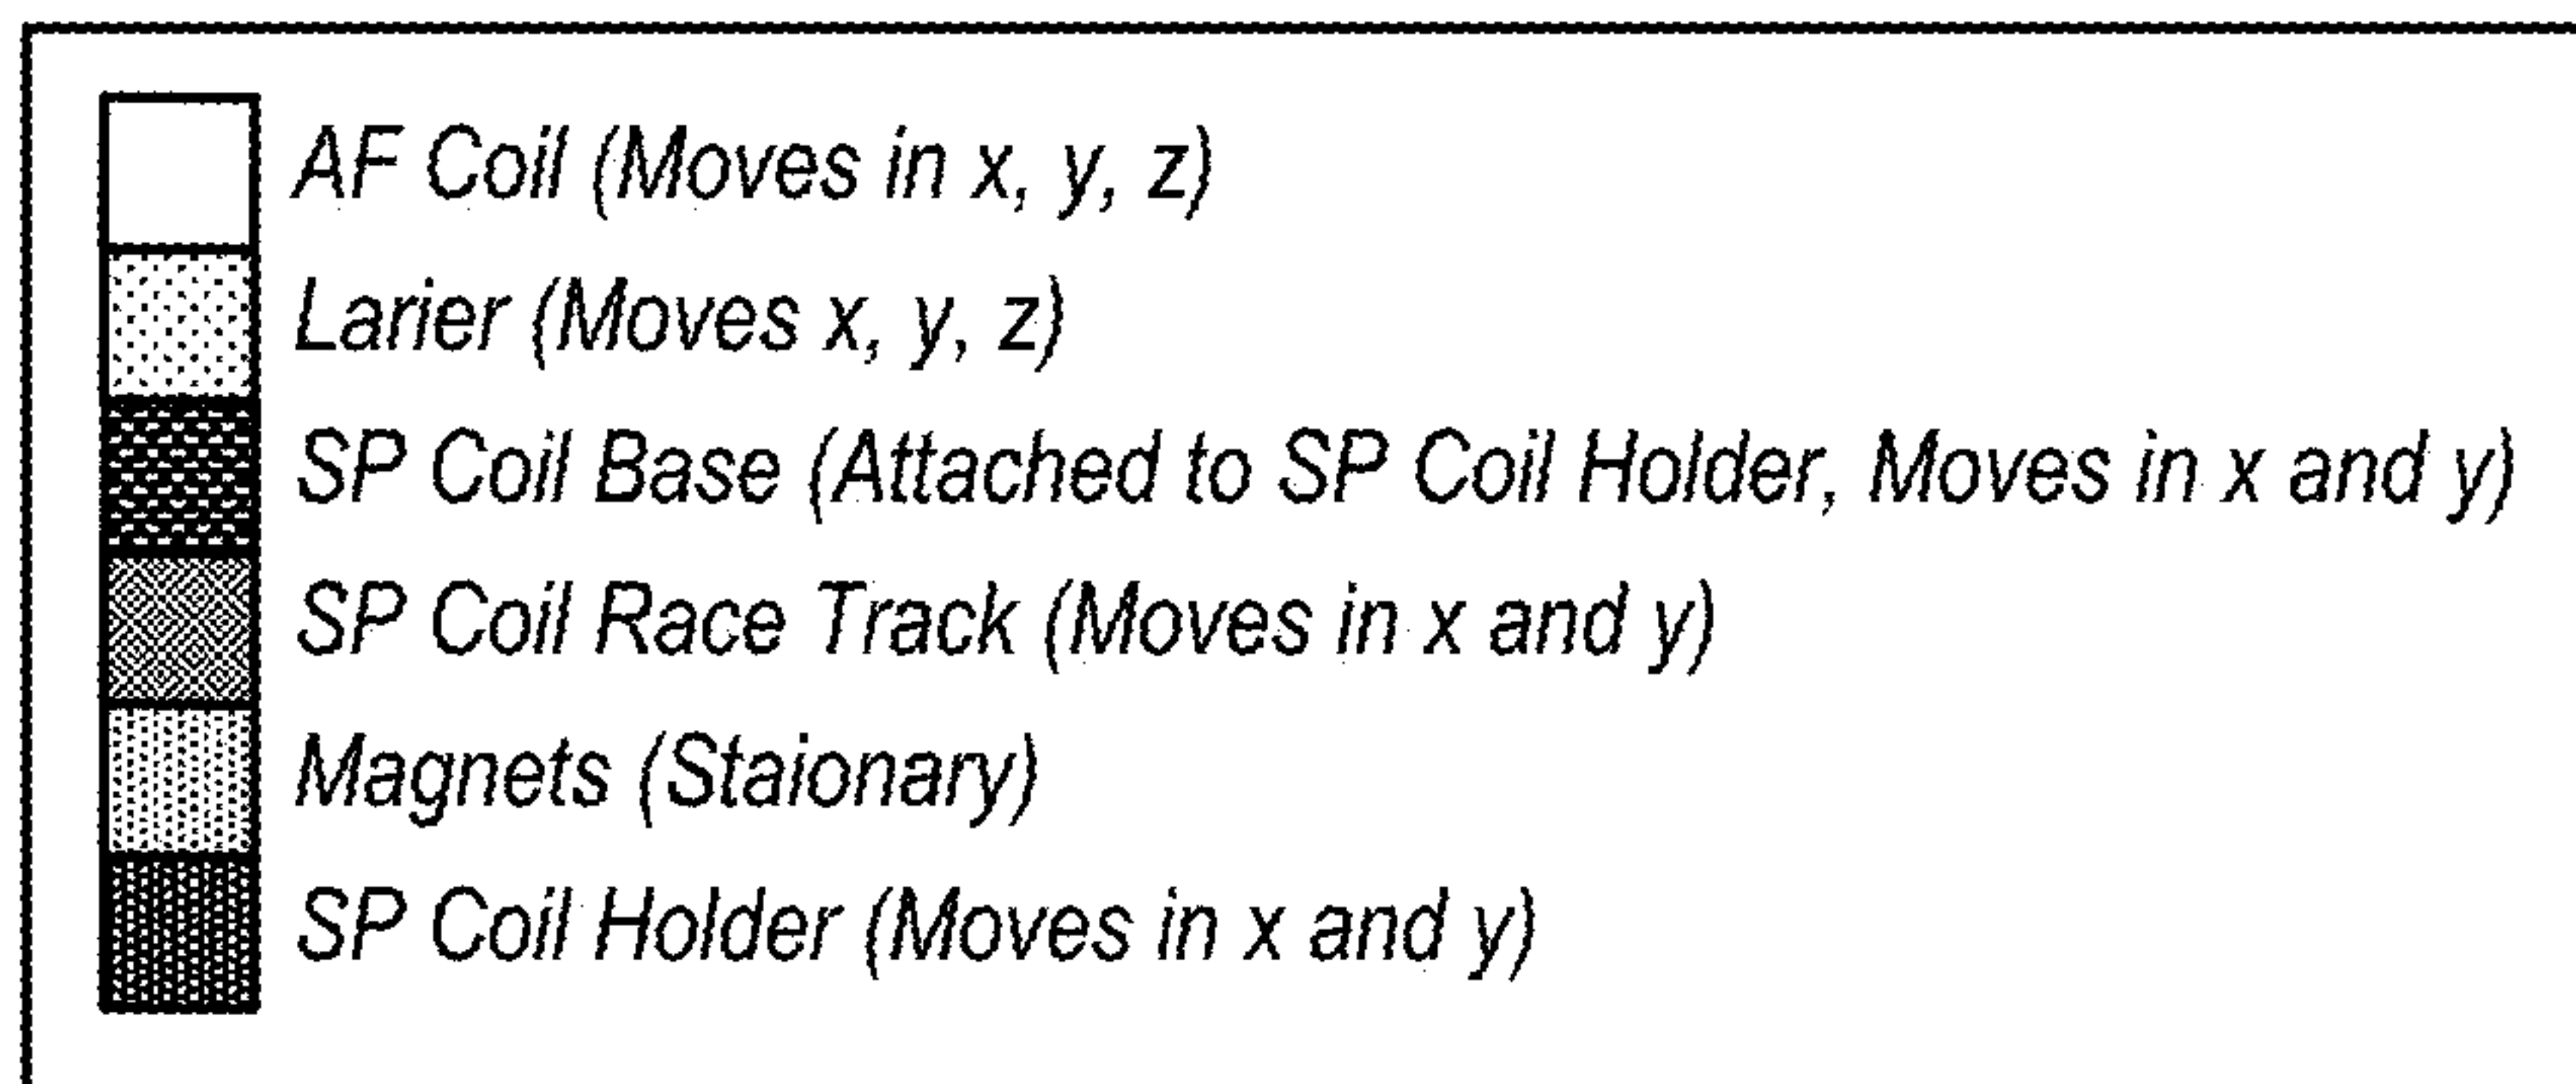 AF Coil (Moves in x, y, z)
Larier (Moves x, y, z)
SP Coil Base (Attached to SP Coil Holder, Moves in x and y)
SP Coil Race Track (Moves in x and y)
Magnets (Staionary)
SP Coil Holder (Moves in x and y)